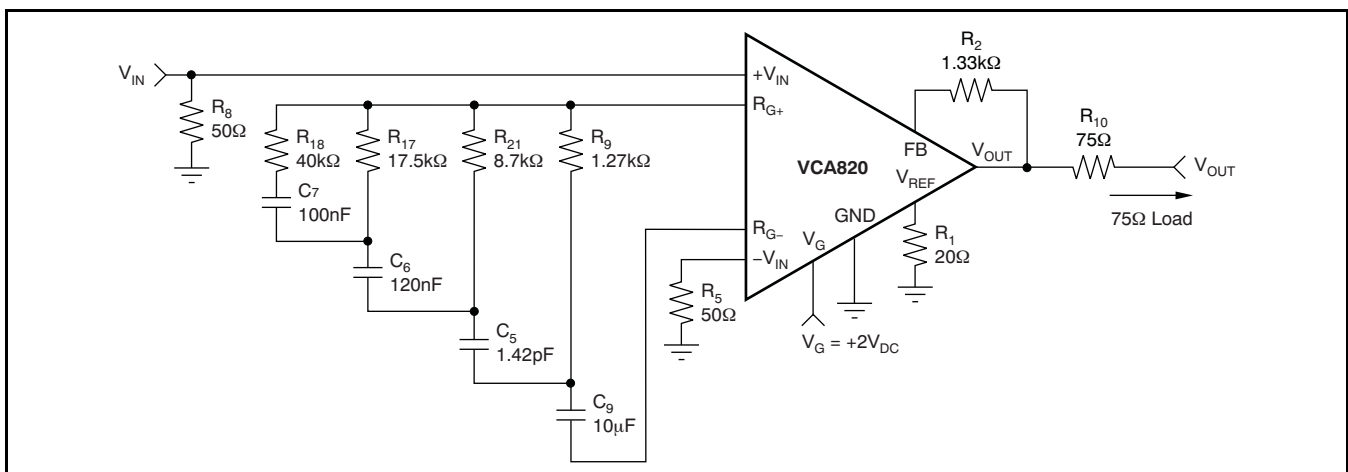 V_IN
R_8
50Ω
R_18
40kΩ
C_7
100nF
R_17
17.5kΩ
C_6
120nF
R_21
8.7kΩ
C_5
1.42pF
R_9
1.27kΩ
C_9
10μF
+V_IN
R_G+
R_G−
−V_IN
R_5
50Ω
VCA820
FB
V_REF
GND
V_G
V_G = +2V_DC
V_OUT
R_2
1.33kΩ
R_1
20Ω
R_10
75Ω
V_OUT
75Ω Load